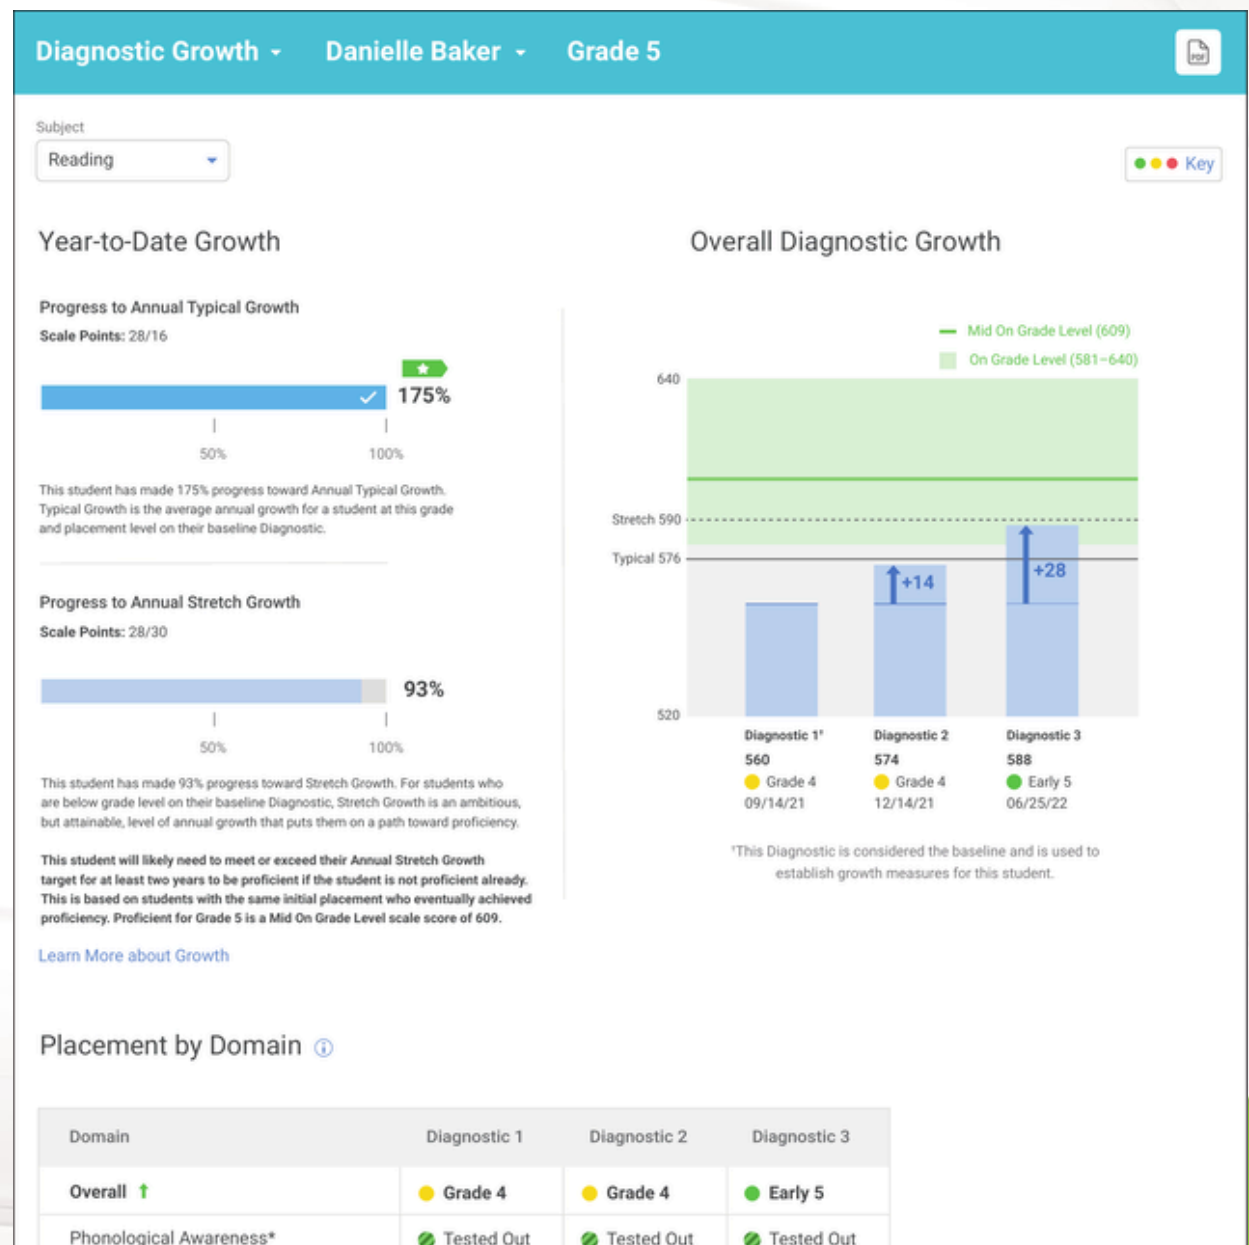 Diagnostic Growth Danielle Baker Grade 5
PDF
Subject
Reading
Key
Year-to-Date Growth
Progress to Annual Typical Growth
Scale Points: 28/16
175%
50% 100%
This student has made 175% progress toward Annual Typical Growth.
Typical Growth is the average annual growth for a student at this grade
and placement level on their baseline Diagnostic.
Progress to Annual Stretch Growth
Scale Points: 28/30
93%
50% 100%
This student has made 93% progress toward Stretch Growth. For students who
are below grade level on their baseline Diagnostic, Stretch Growth is an ambitious,
but attainable, level of annual growth that puts them on a path toward proficiency.
This student will likely need to meet or exceed their Annual Stretch Growth
target for at least two years to be proficient if the student is not proficient already.
This is based on students with the same initial placement who eventually achieved
proficiency. Proficient for Grade 5 is a Mid On Grade Level scale score of 609.
Learn More about Growth
Overall Diagnostic Growth
Mid On Grade Level (609)
On Grade Level (581–640)
640
Stretch 590
Typical 576
+14
+28
520
Diagnostic 1† Diagnostic 2 Diagnostic 3
560 574 588
Grade 4 Grade 4 Early 5
09/14/21 12/14/21 06/25/22
†This Diagnostic is considered the baseline and is used to
establish growth measures for this student.
Placement by Domain
Domain Diagnostic 1 Diagnostic 2 Diagnostic 3
Overall Grade 4 Grade 4 Early 5
Phonological Awareness* Tested Out Tested Out Tested Out